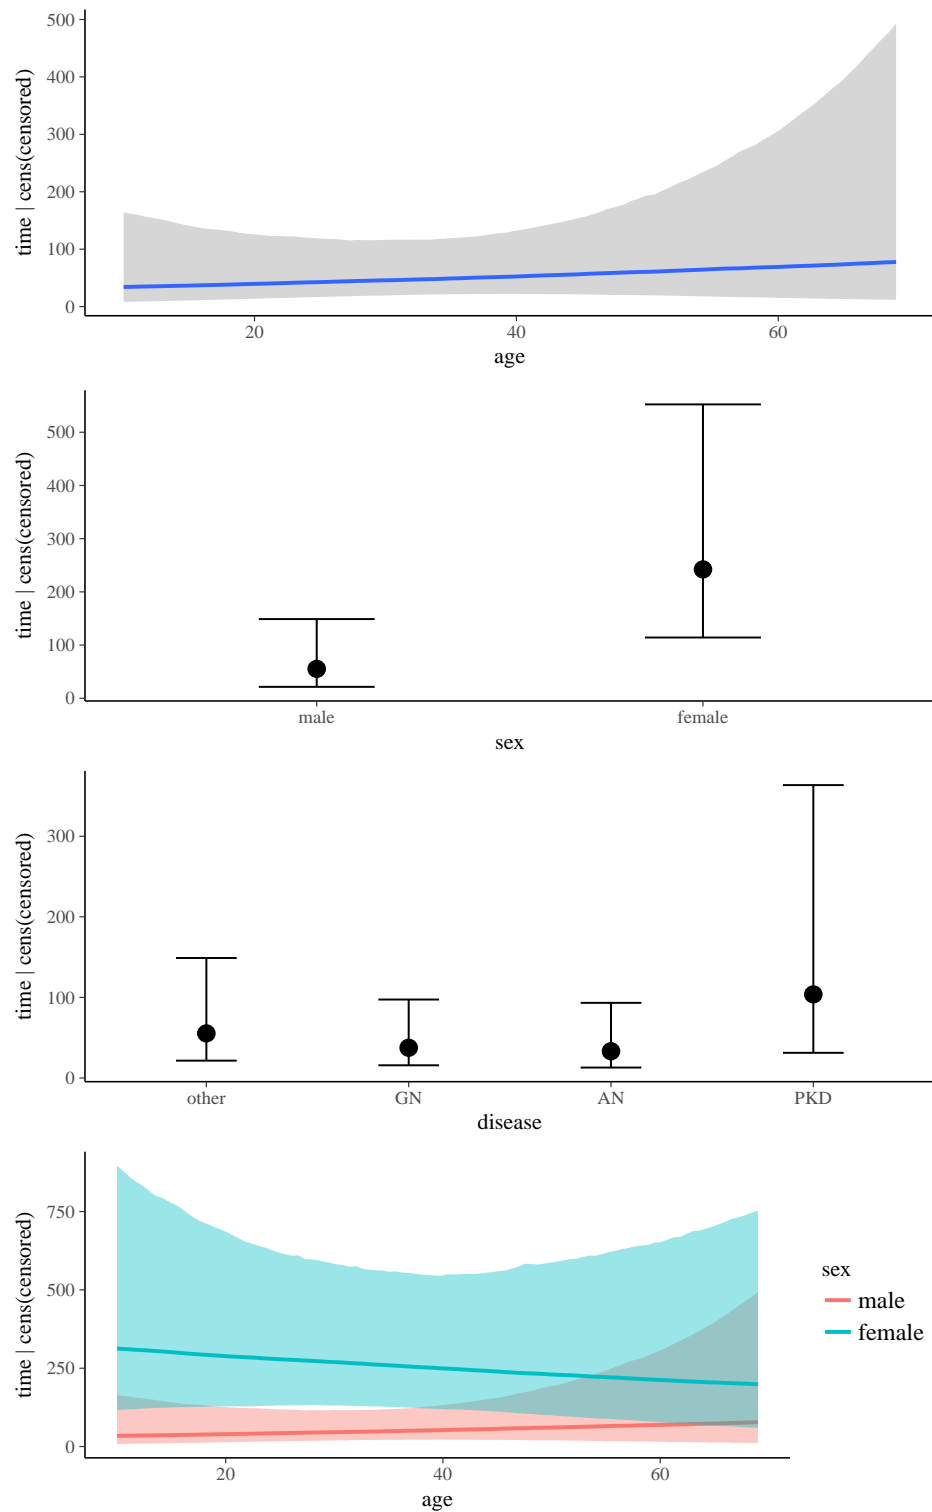 500
400
300
200
100
0
time | cens(censored)
20 40 60
age
500
400
300
200
100
0
time | cens(censored)
male female
sex
300
200
100
0
time | cens(censored)
other GN AN PKD
disease
750
500
250
0
time | cens(censored)
20 40 60
age
sex
male
female